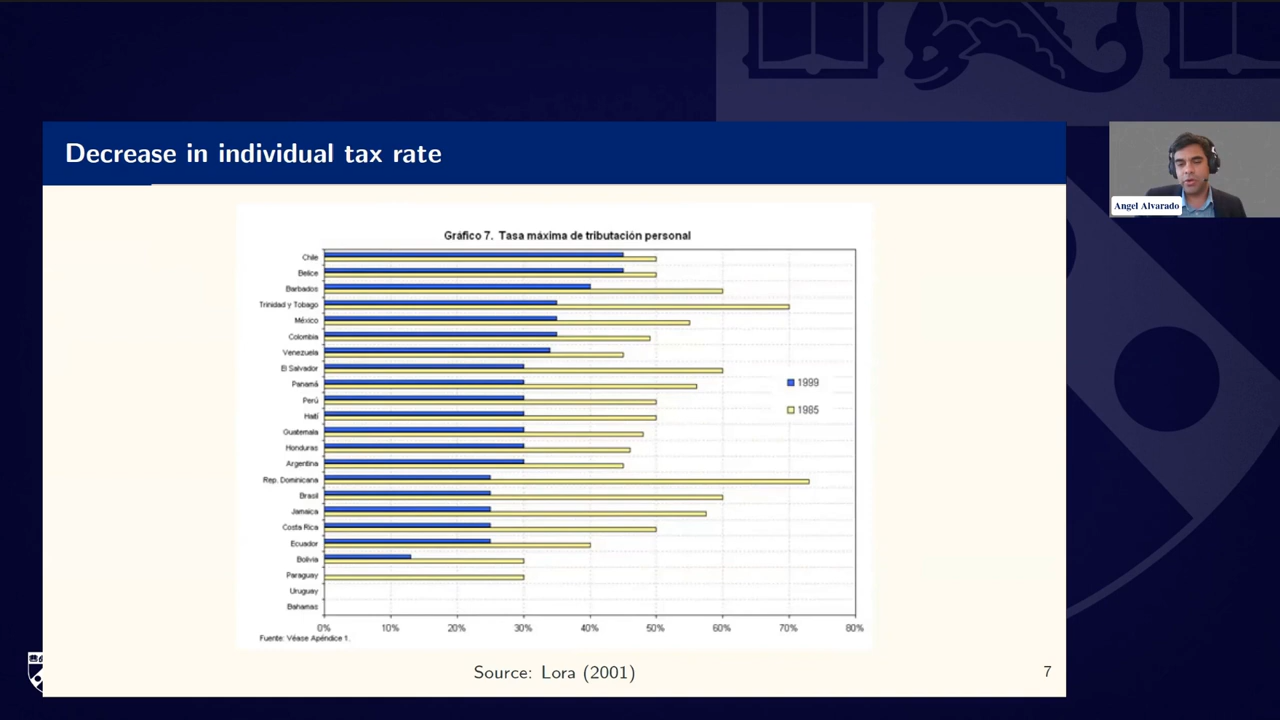 Decrease in individual tax rate
Angel Alvarado
Gráfico 7. Tasa máxima de tributación personal
Chile
Belice
Barbados
Trinidad y Tobago
México
Colombia
Venezuela
El Salvador
Panamá
Perú
Haití
Guatemala
Honduras
Argentina
Rep. Dominicana
Brasil
Jamaica
Costa Rica
Ecuador
Bolivia
Paraguay
Uruguay
Bahamas
1999
1985
0% 10% 20% 30% 40% 50% 60% 70% 80%
Fuente: Véase Apéndice 1.
Source: Lora (2001)
7